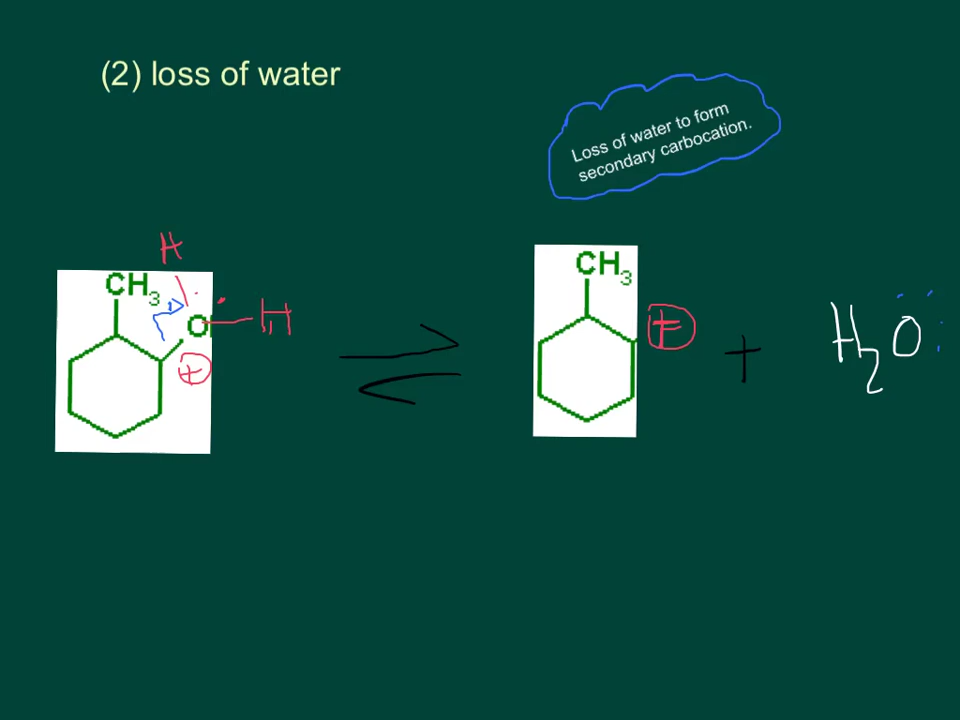 (2) loss of water
Loss of water to form
secondary carbocation.
H
CH3
O
H
+
CH3
+
+
H2O